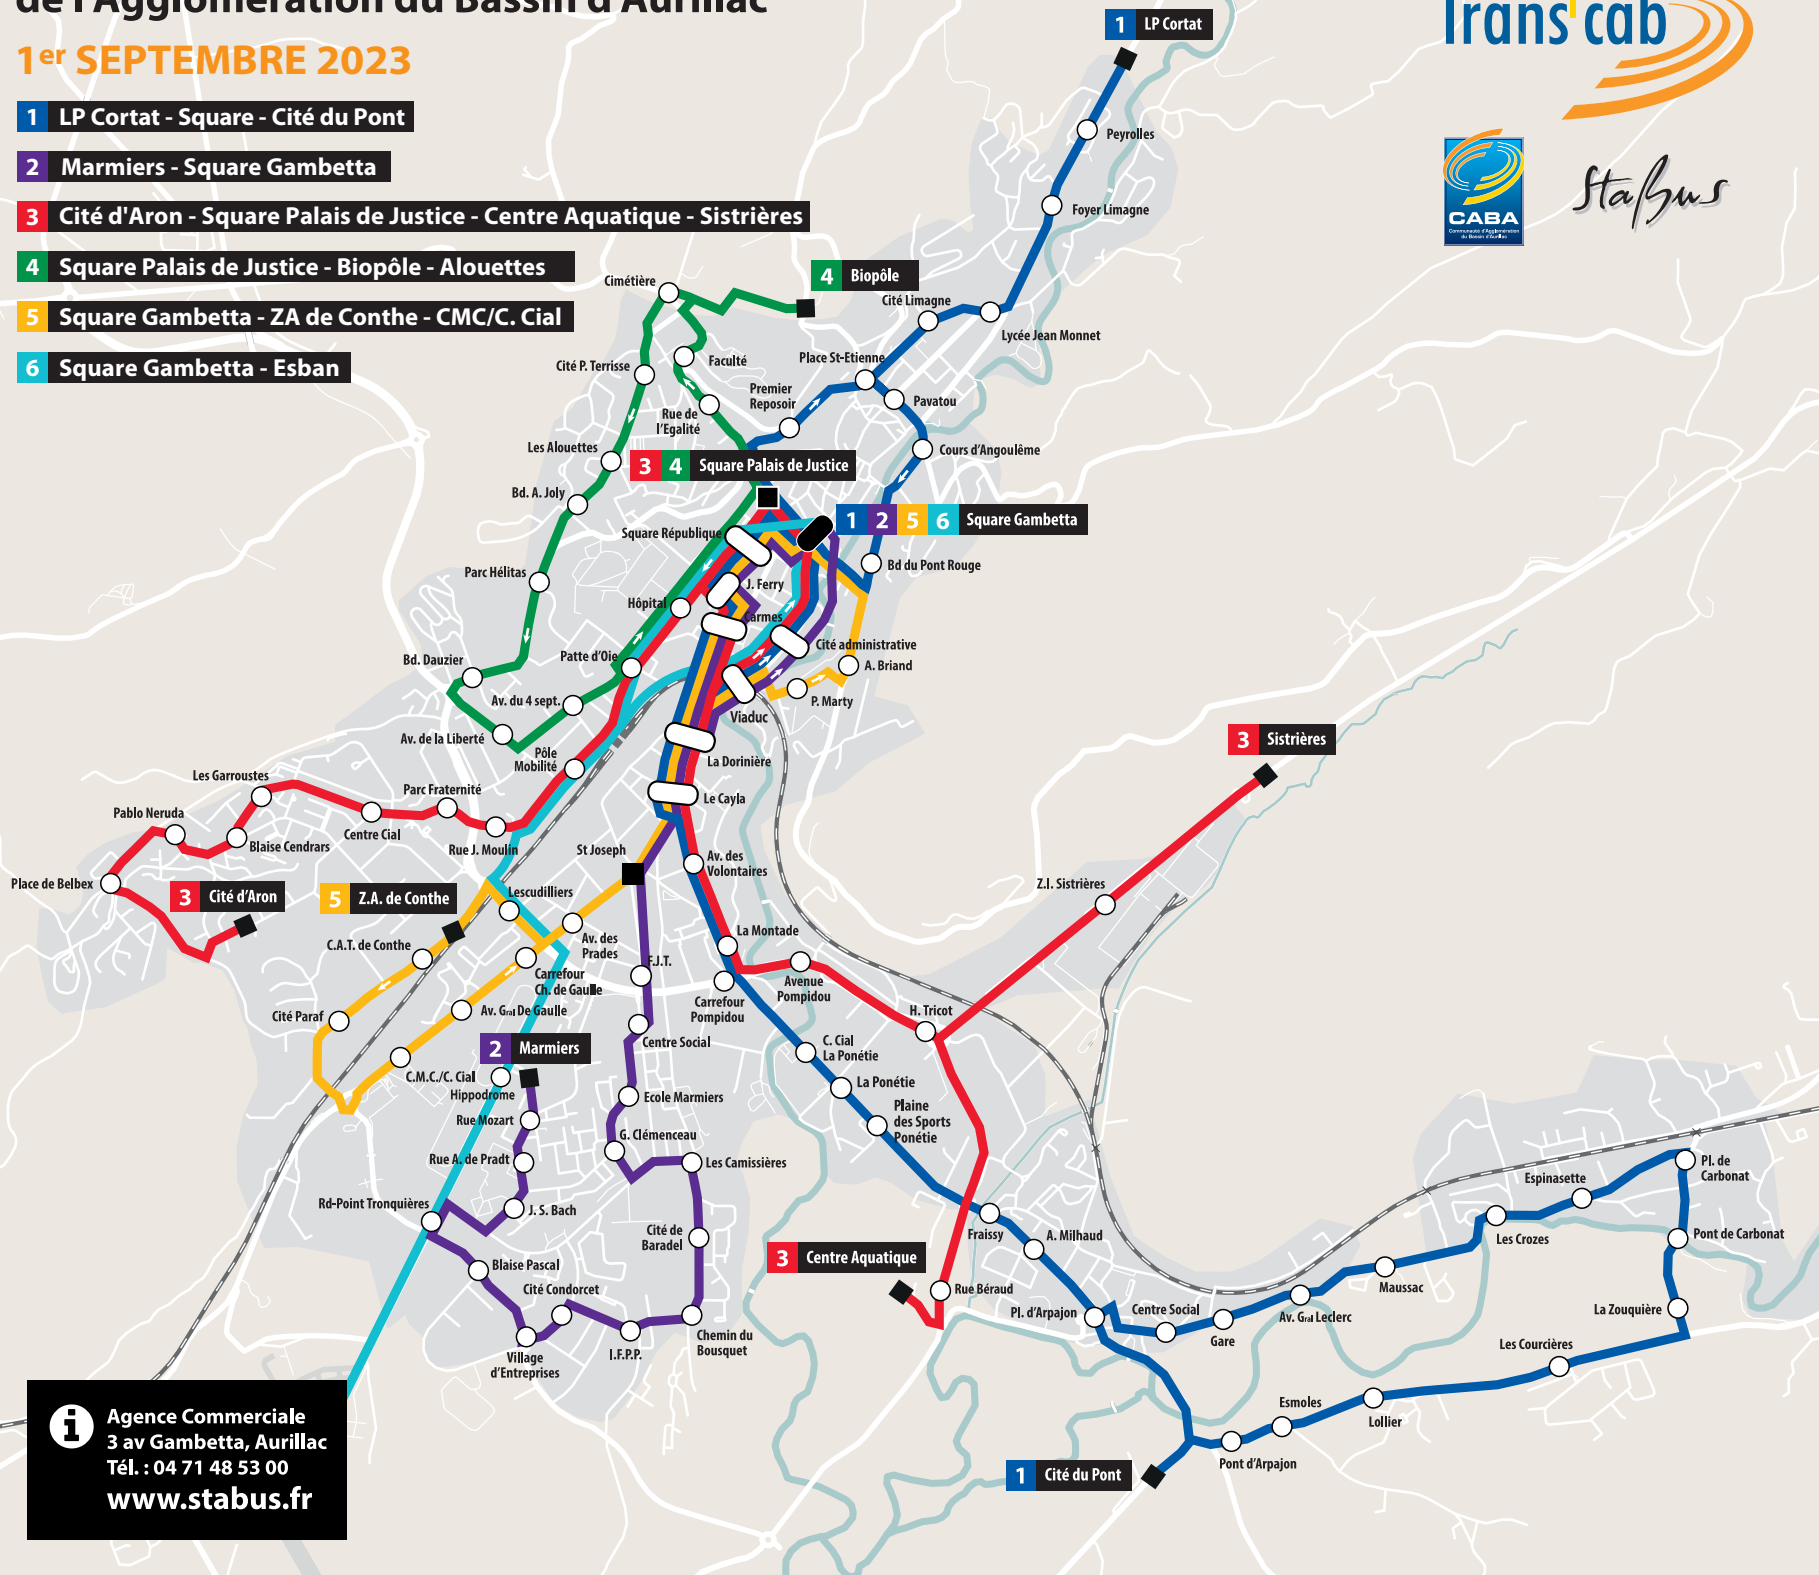 de l'Agglomération du Bassin d'Aurillac
1er SEPTEMBRE 2023
1 LP Cortat - Square - Cité du Pont
2 Marmiers - Square Gambetta
3 Cité d'Aron - Square Palais de Justice - Centre Aquatique - Sistrières
4 Square Palais de Justice - Biopôle - Alouettes
5 Square Gambetta - ZA de Conthe - CMC/C. Cial
6 Square Gambetta - Esban
Trans'cab
CABA
Communauté d'Agglomération
du Bassin d'Aurillac
StaBus
1 LP Cortat
Peyrolles
Foyer Limagne
Cité Limagne
Lycée Jean Monnet
Place St-Etienne
Pavatou
Premier
Reposoir
Cours d'Angoulême
4 Biopôle
Cimétière
Faculté
Cité P. Terrisse
Rue de
l'Egalité
Les Alouettes
3 4 Square Palais de Justice
Bd. A. Joly
1 2 5 6 Square Gambetta
Square République
Bd du Pont Rouge
Parc Hélitas
J. Ferry
Hôpital
Carmes
Cité administrative
A. Briand
Patte d'Oie
Bd. Dauzier
P. Marty
Av. du 4 sept.
Viaduc
Av. de la Liberté
Pôle
Mobilité
La Dorinière
3 Sistrières
Les Garroustes
Parc Fraternité
Le Cayla
Pablo Neruda
Centre Cial
Blaise Cendrars
Rue J. Moulin
St Joseph
Av. des
Volontaires
Place de Belbex
3 Cité d'Aron
5 Z.A. de Conthe
Lescudilliers
Z.I. Sistrières
C.A.T. de Conthe
Av. des
Prades
La Montade
F.J.T.
Carrefour
Ch. de Gaulle
Avenue
Pompidou
Carrefour
Pompidou
H. Tricot
Cité Paraf
Av. Gral De Gaulle
Centre Social
C. Cial
La Ponétie
2 Marmiers
C.M.C./C. Cial
Hippodrome
La Ponétie
Ecole Marmiers
Rue Mozart
Plaine
des Sports
Ponétie
G. Clémenceau
Rue A. de Pradt
Les Camissières
Rd-Point Tronquières
J. S. Bach
Cité de
Baradel
Fraissy
A. Milhaud
Espinasette
Pl. de
Carbonat
Les Crozes
Pont de Carbonat
3 Centre Aquatique
Blaise Pascal
Cité Condorcet
Rue Béraud
Maussac
Pl. d'Arpajon
Centre Social
Gare
Av. Gral Leclerc
La Zouquière
Village
d'Entreprises
I.F.P.P.
Chemin du
Bousquet
Les Courcières
Esmoles
Lollier
Pont d'Arpajon
1 Cité du Pont
i
Agence Commerciale
3 av Gambetta, Aurillac
Tél. : 04 71 48 53 00
www.stabus.fr